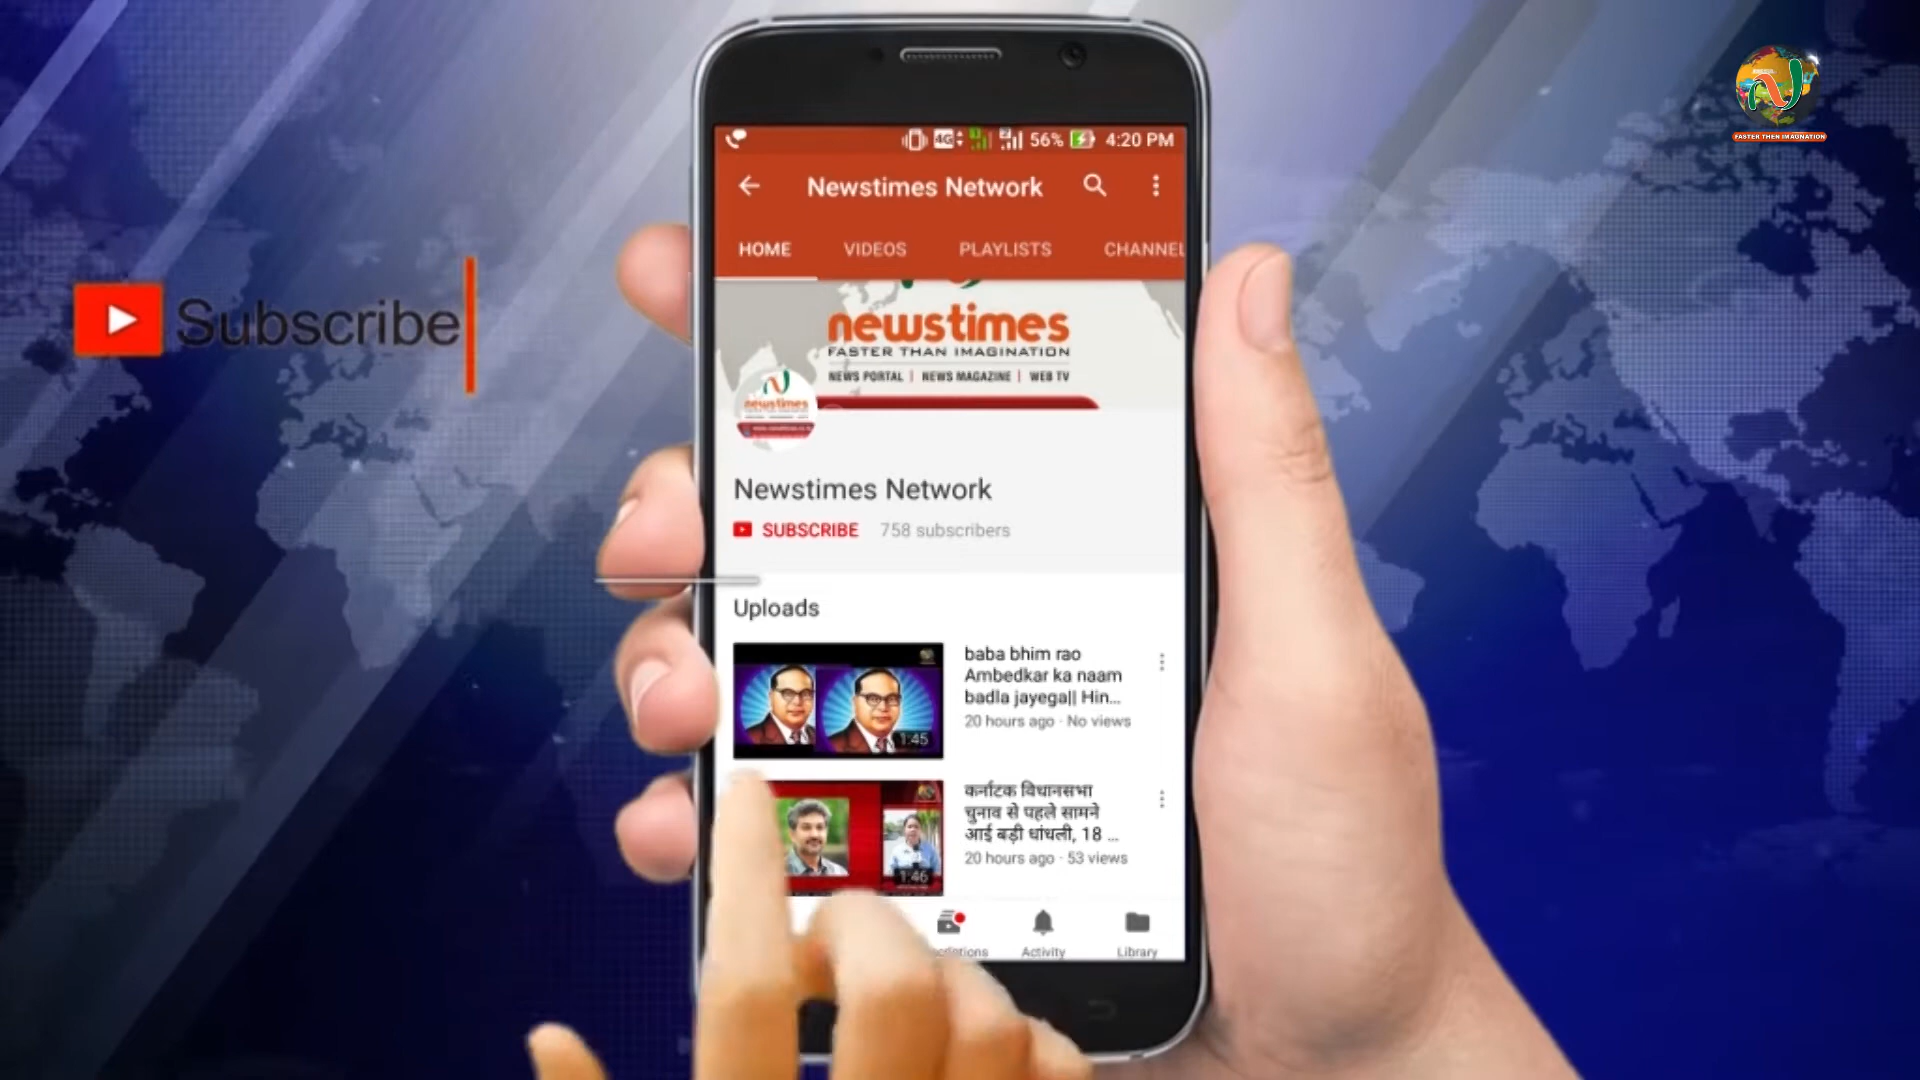 FASTER THEN IMAGNATION
4G 56% 4:20 PM
Newstimes Network
HOME VIDEOS PLAYLISTS CHANNEL
newstimes
FASTER THAN IMAGINATION
NEWS PORTAL | NEWS MAGAZINE | WEB TV
newstimes
Subscribe
Newstimes Network
SUBSCRIBE 758 subscribers
Uploads
baba bhim rao
Ambedkar ka naam
badla jayega|| Hin...
20 hours ago · No views
1:45
कर्नाटक विधानसभा
चुनाव से पहले सामने
आई बड़ी धांधली, 18 ...
20 hours ago · 53 views
1:46
Activity Library